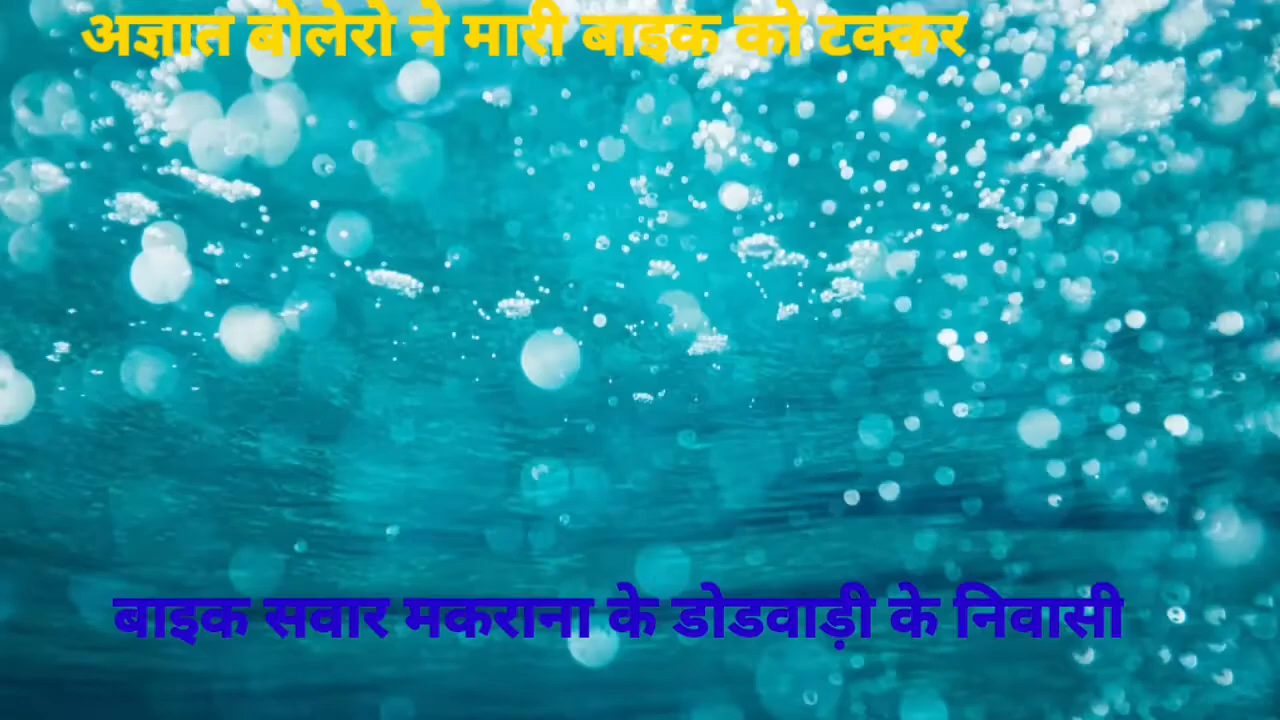 अज्ञात बोलेरो ने मारी बाइक को टक्कर
बाइक सवार मकराना के डोडवाड़ी के निवासी